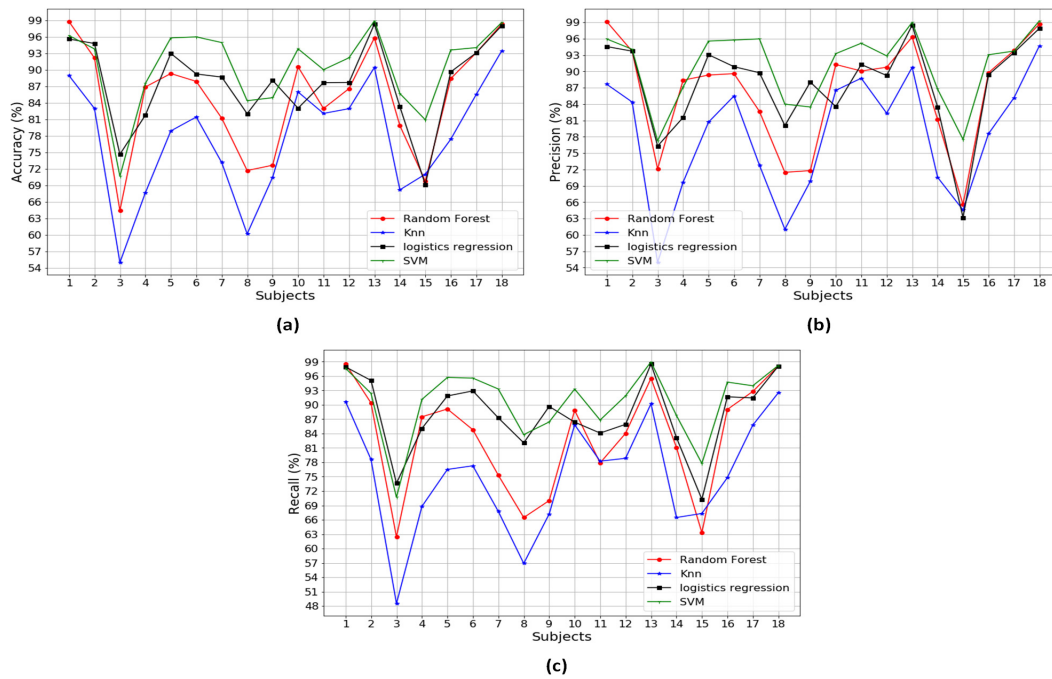 99
96
93
90
87
84
81
78
75
72
69
66
63
60
57
54
Accuracy (%)
Random Forest
Knn
logistics regression
SVM
1 2 3 4 5 6 7 8 9 10 11 12 13 14 15 16 17 18
Subjects
(a)
99
96
93
90
87
84
81
78
75
72
69
66
63
60
57
54
Precision (%)
Random Forest
Knn
logistics regression
SVM
1 2 3 4 5 6 7 8 9 10 11 12 13 14 15 16 17 18
Subjects
(b)
99
96
93
90
87
84
81
78
75
72
69
66
63
60
57
54
51
48
Recall (%)
Random Forest
Knn
logistics regression
SVM
1 2 3 4 5 6 7 8 9 10 11 12 13 14 15 16 17 18
Subjects
(c)